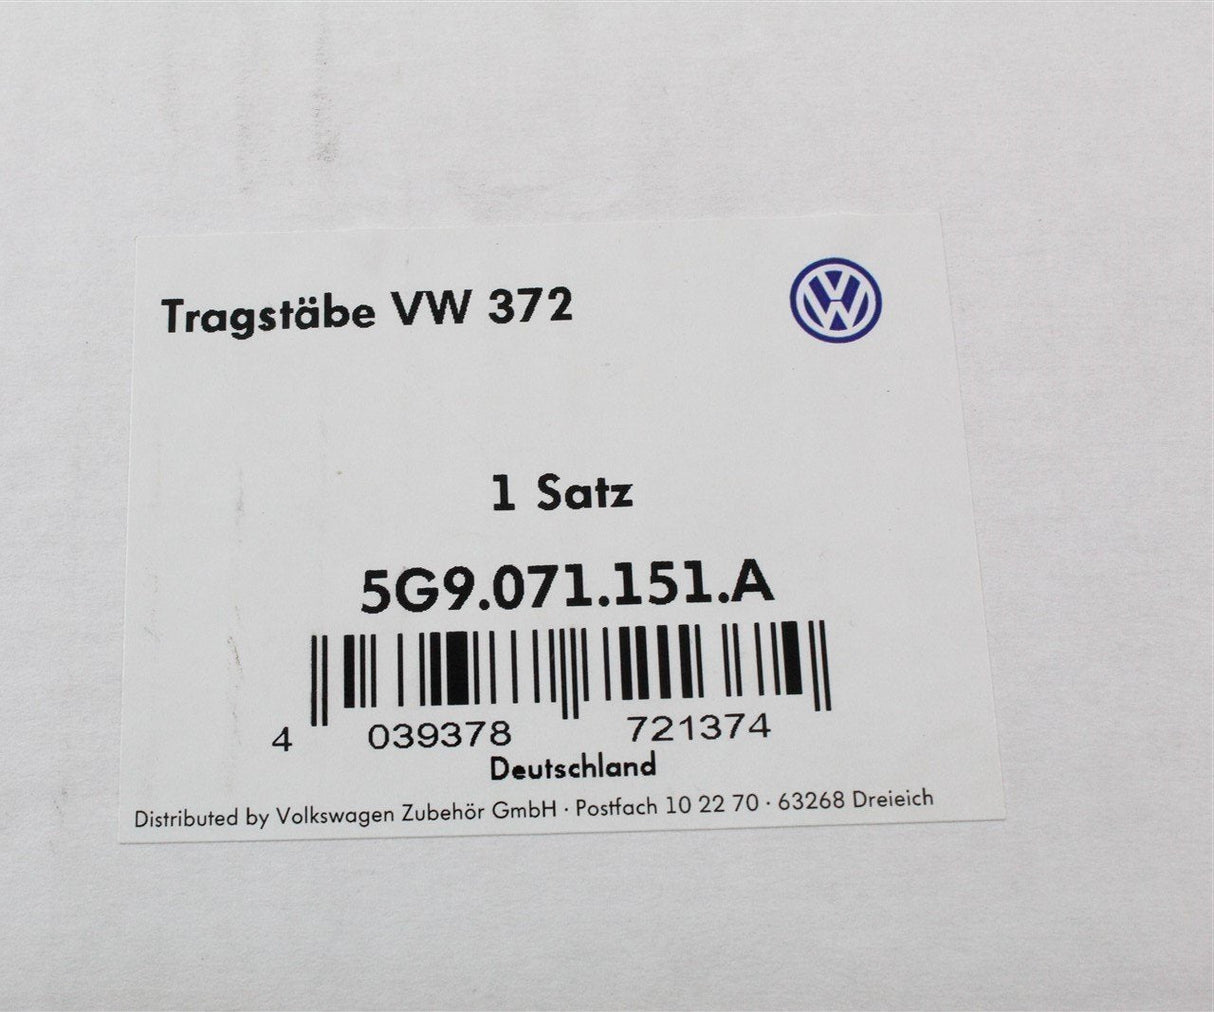 Tragstäbe VW 372
1 Satz
5G9.071.151.A
4 039378 721374
Deutschland
Distributed by Volkswagen Zubehör GmbH · Postfach 10 22 70 · 63268 Dreieich